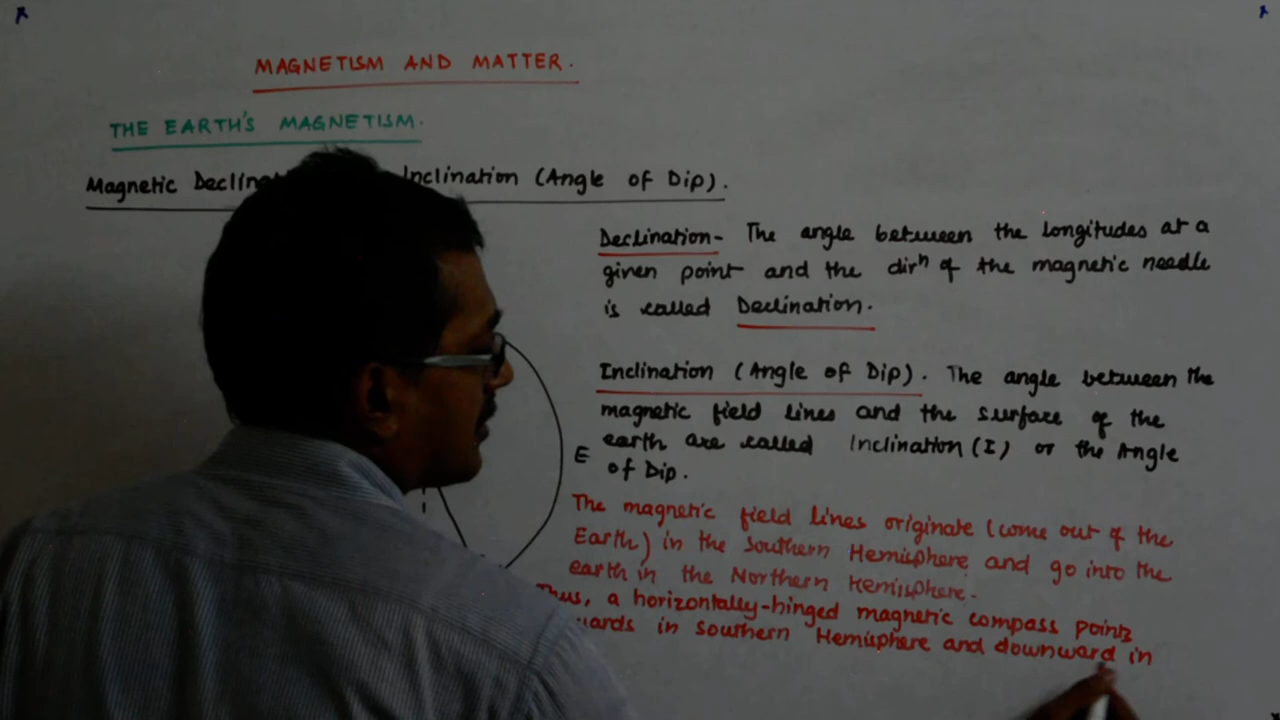 MAGNETISM AND MATTER.
THE EARTH'S MAGNETISM.
Magnetic Inclination (Angle of Dip).
Declination- The angle between the longitudes at a
given point and the dirⁿ of the magnetic needle
is called Declination.
Inclination (Angle of Dip). The angle between the
magnetic field lines and the surface of the
earth are called Inclination (I) or the Angle
of Dip.
E
The magnetic field lines originate (come out of the
Earth) in the Southern Hemisphere and go into the
earth in the Northern Hemisphere.
Thus, a horizontally-hinged magnetic compass points
in Southern Hemisphere and downward in